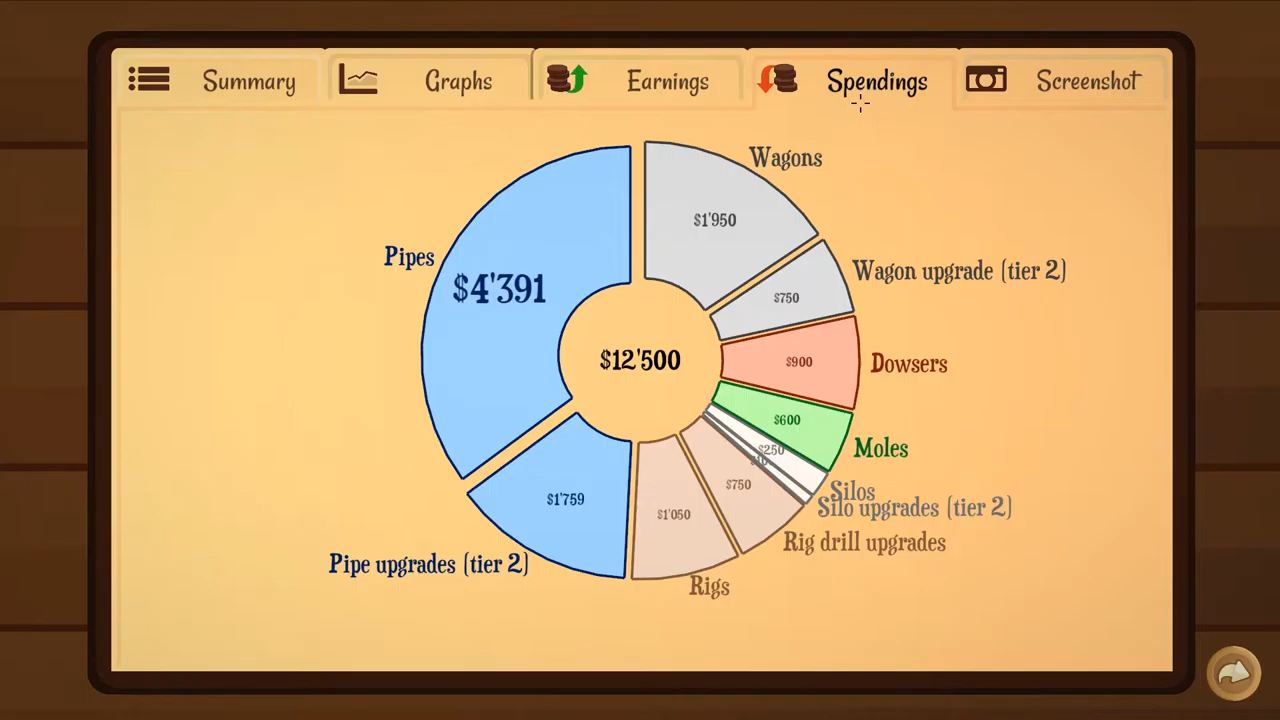 Summary
Graphs
Earnings
Spendings
Screenshot
Wagons
$1'950
Pipes
$4'391
Wagon upgrade (tier 2)
$750
$12'500
$900
Dowsers
$600
Moles
$250
$750
Silos
Silo upgrades (tier 2)
$1'759
$1'050
Rig drill upgrades
Pipe upgrades (tier 2)
Rigs